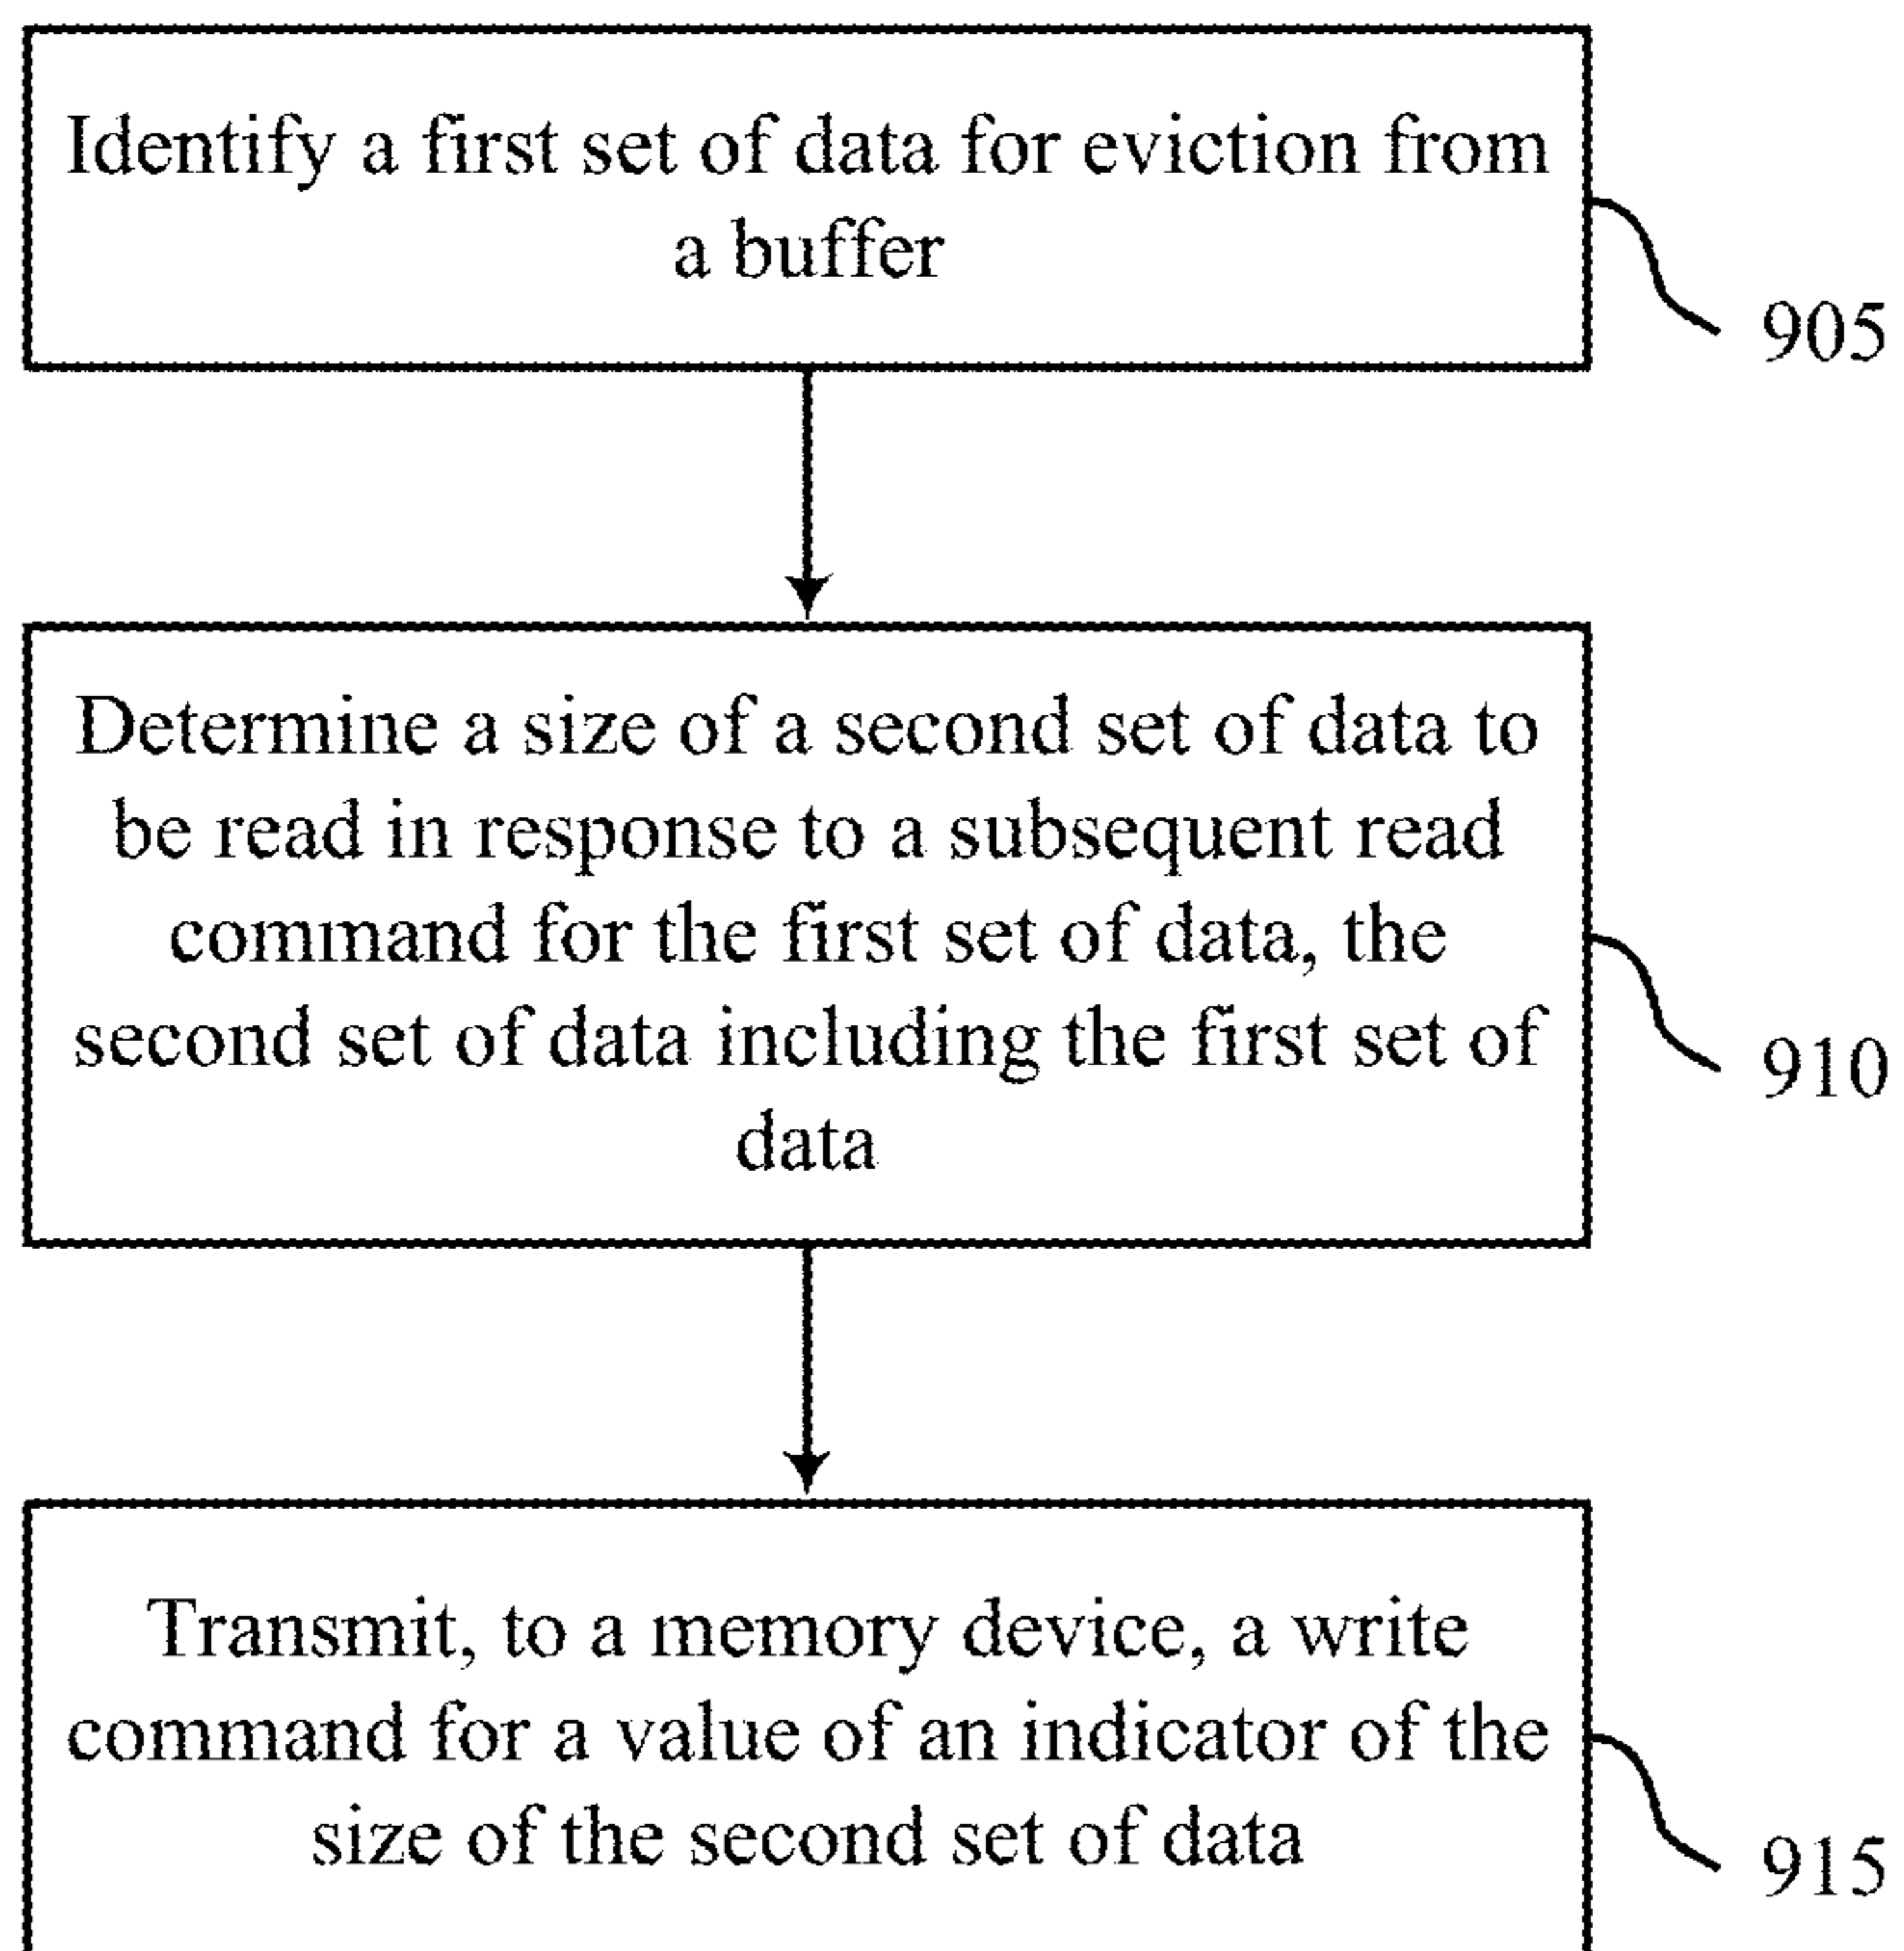 Identify a first set of data for eviction from
a buffer
905
Determine a size of a second set of data to
be read in response to a subsequent read
command for the first set of data, the
second set of data including the first set of
data
910
Transmit, to a memory device, a write
command for a value of an indicator of the
size of the second set of data
915